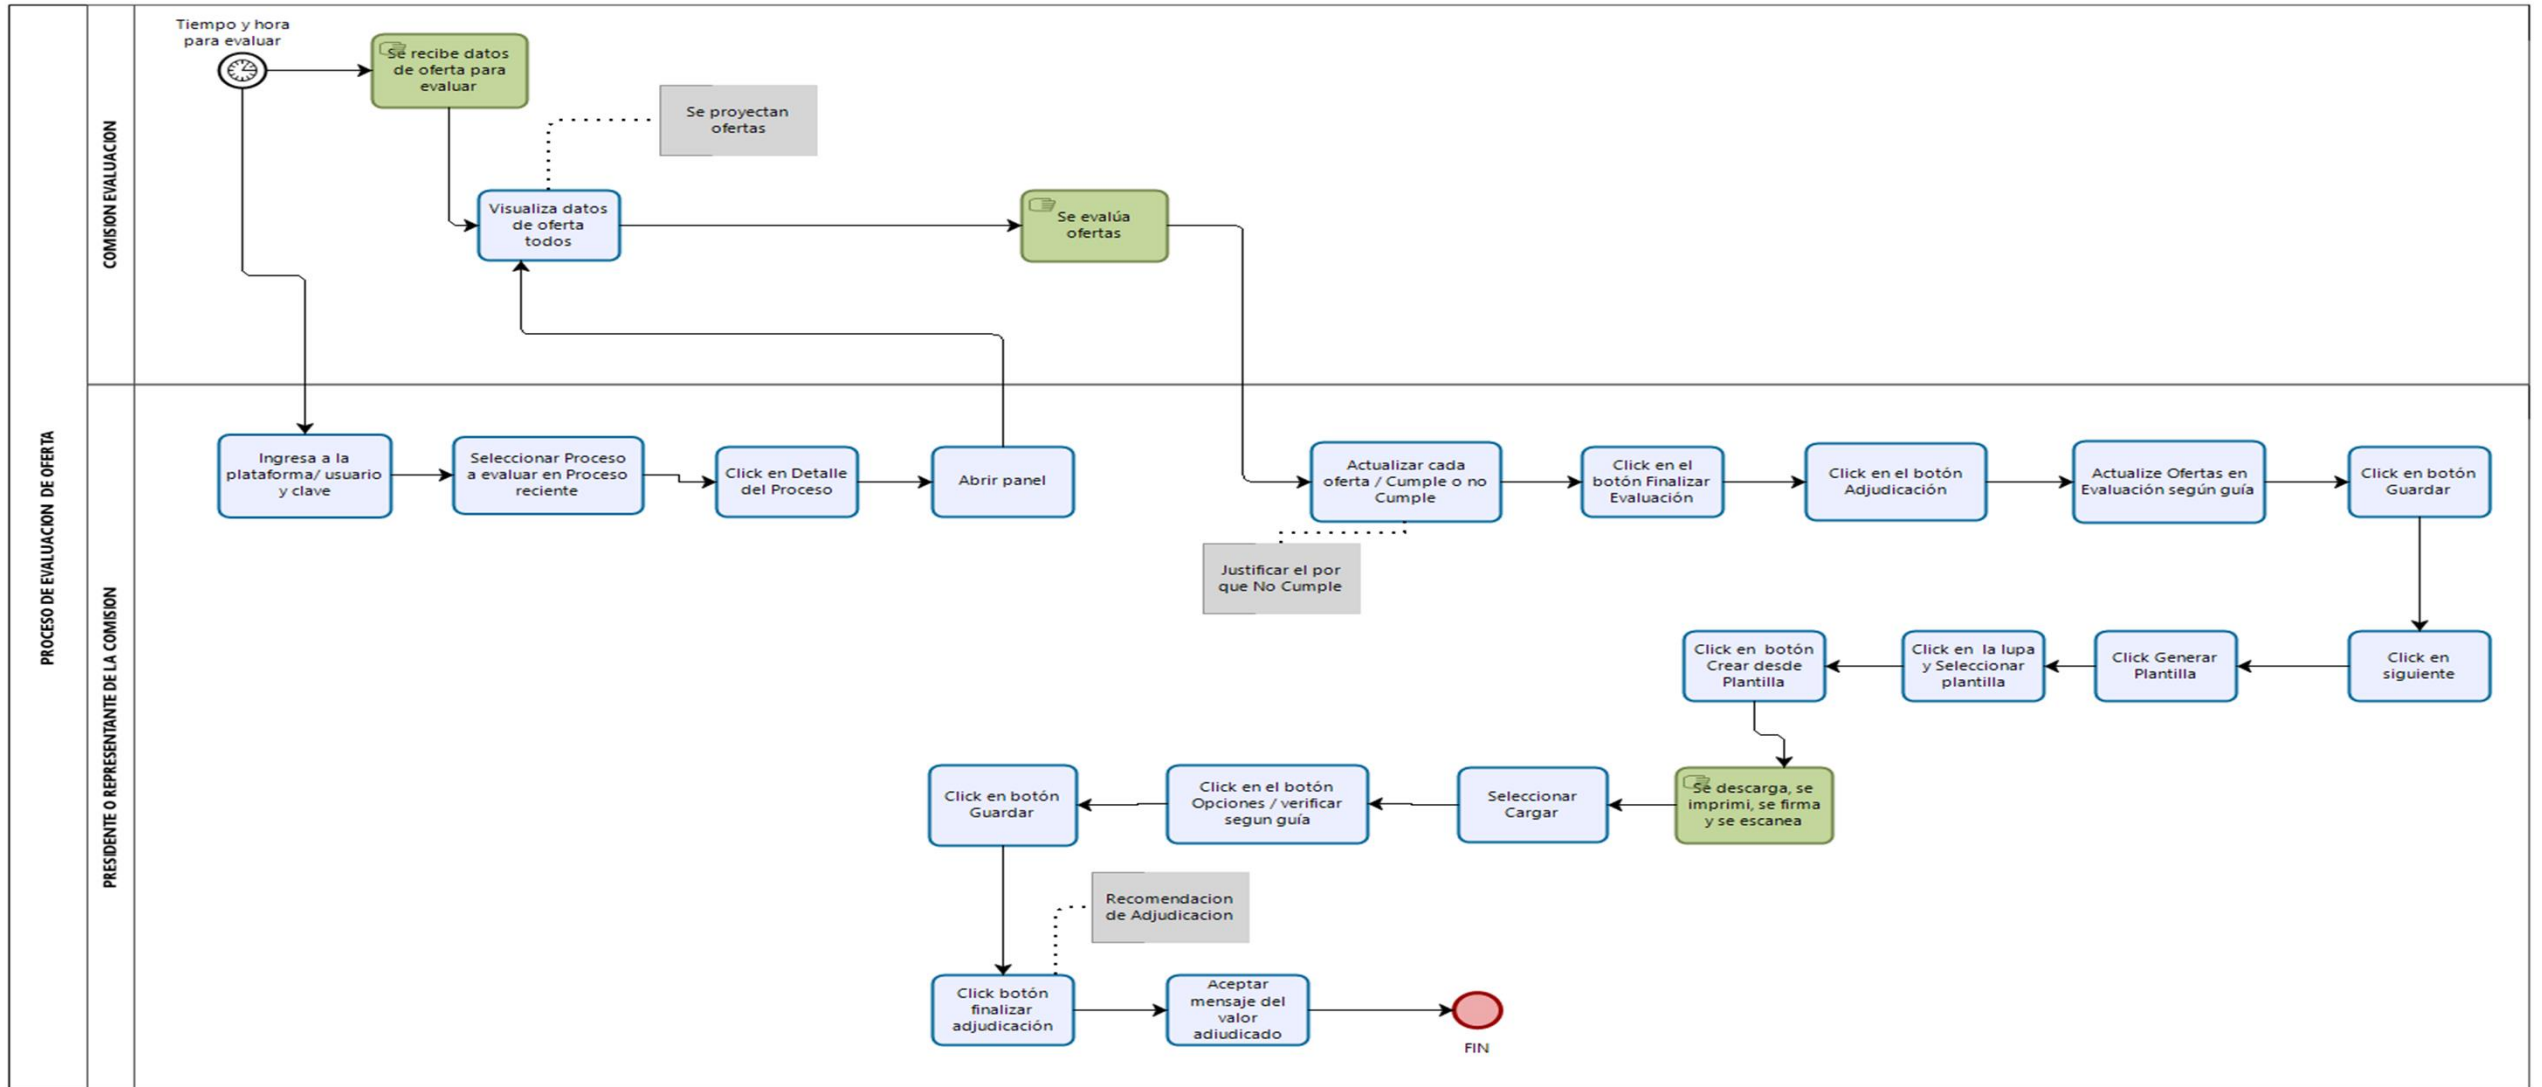 PROCESO DE EVALUACION DE OFERTA
COMISION EVALUACION
Tiempo y hora
para evaluar
Se recibe datos
de oferta para
evaluar
Se proyectan
ofertas
Visualiza datos
de oferta
todos
Se evalúa
ofertas
PRESIDENTE O REPRESENTANTE DE LA COMISION
Ingresa a la
plataforma/ usuario
y clave
Seleccionar Proceso
a evaluar en Proceso
reciente
Click en Detalle
del Proceso
Abrir panel
Actualizar cada
oferta / Cumple o no
Cumple
Justificar el por
que No Cumple
Click en el
botón Finalizar
Evaluación
Click en el botón
Adjudicación
Actualize Ofertas en
Evaluación según guía
Click en botón
Guardar
Click en
siguiente
Click Generar
Plantilla
Click en la lupa
y Seleccionar
plantilla
Click en botón
Crear desde
Plantilla
Se descarga, se
imprimi, se firma
y se escanea
Seleccionar
Cargar
Click en el botón
Opciones / verificar
segun guía
Click en botón
Guardar
Recomendacion
de Adjudicacion
Click botón
finalizar
adjudicación
Aceptar
mensaje del
valor
adjudicado
FIN